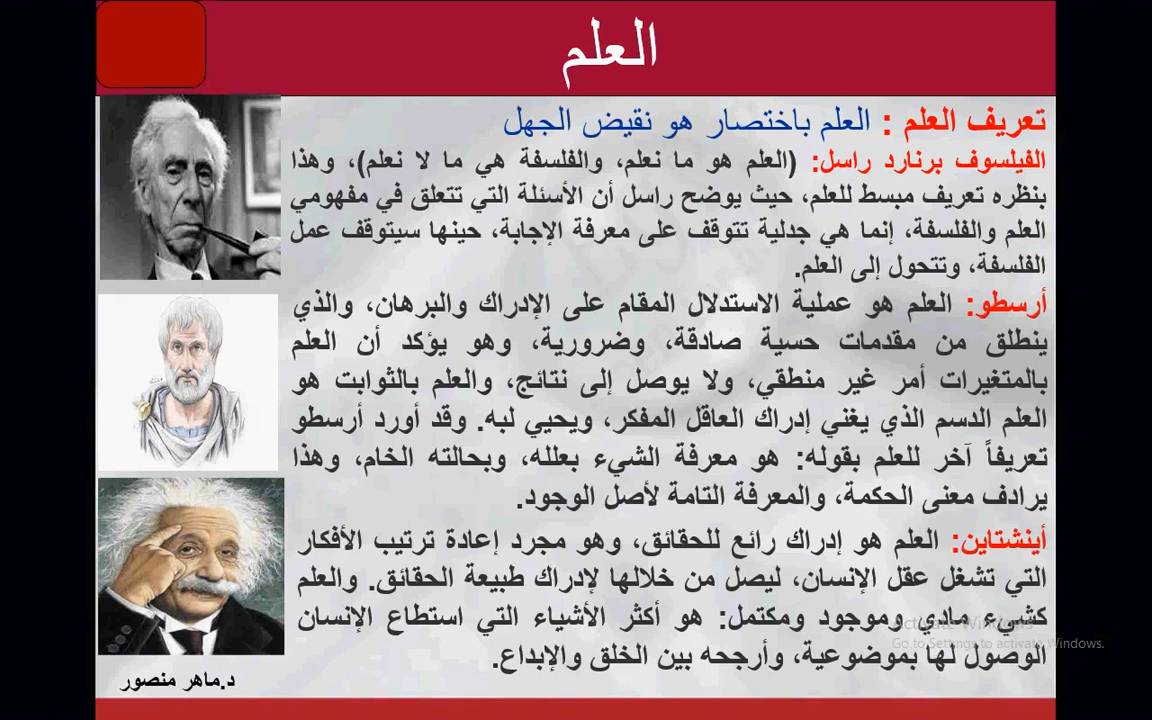 العلم
تعريف العلم : العلم باختصار هو نقيض الجهل
الفيلسوف برنارد راسل: (العلم هو ما نعلم، والفلسفة هي ما لا نعلم)، وهذا
بنظره تعريف مبسط للعلم، حيث يوضح راسل أن الأسئلة التي تتعلق في مفهومي
العلم والفلسفة، إنما هي جدلية تتوقف على معرفة الإجابة، حينها سيتوقف عمل
الفلسفة، وتتحول إلى العلم.
أرسطو: العلم هو عملية الاستدلال المقام على الإدراك والبرهان، والذي
ينطلق من مقدمات حسية صادقة، وضرورية، وهو يؤكد أن العلم
بالمتغيرات أمر غير منطقي، ولا يوصل إلى نتائج، والعلم بالثوابت هو
العلم الدسم الذي يغني إدراك العاقل المفكر، ويحيي لبه. وقد أورد أرسطو
تعريفاً آخر للعلم بقوله: هو معرفة الشيء بعلله، وبحالته الخام، وهذا
يرادف معنى الحكمة، والمعرفة التامة لأصل الوجود.
أينشتاين: العلم هو إدراك رائع للحقائق، وهو مجرد إعادة ترتيب الأفكار
التي تشغل عقل الإنسان، ليصل من خلالها لإدراك طبيعة الحقائق. والعلم
كشيء مادي وموجود ومكتمل: هو أكثر الأشياء التي استطاع الإنسان
الوصول لها بموضوعية، وأرجحه بين الخلق والإبداع.
د.ماهر منصور
Activate Windows
Go to Settings to activate Windows.